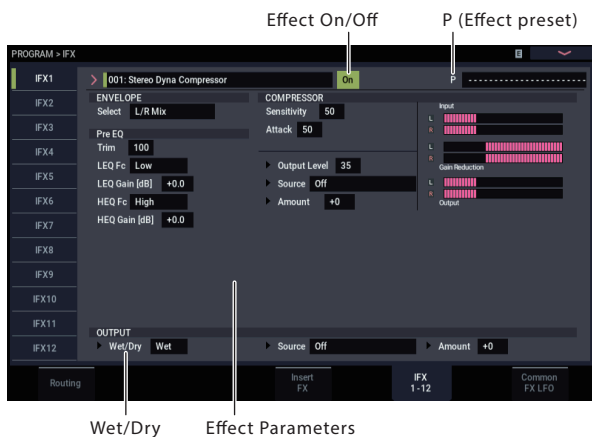 Effect On/Off P (Effect preset)
PROGRAM > IFX E
IFX1 001: Stereo Dyna Compressor On P ----------------------
IFX2 ENVELOPE COMPRESSOR
Select L/R Mix Sensitivity 50 Input
IFX3 Pre EQ Attack 50 L R
Trim 100
IFX4 LEQ Fc Low Output Level 35 L R
Gain Reduction
IFX5 LEQ Gain [dB] +0.0 Source Off L
IFX6 HEQ Fc High Amount +0 R
Output
IFX7 HEQ Gain [dB] +0.0
IFX8
IFX9
IFX10
IFX11
OUTPUT
IFX12 Wet/Dry Wet Source Off Amount +0
Routing Insert FX IFX 1-12 Common FX LFO
Wet/Dry Effect Parameters